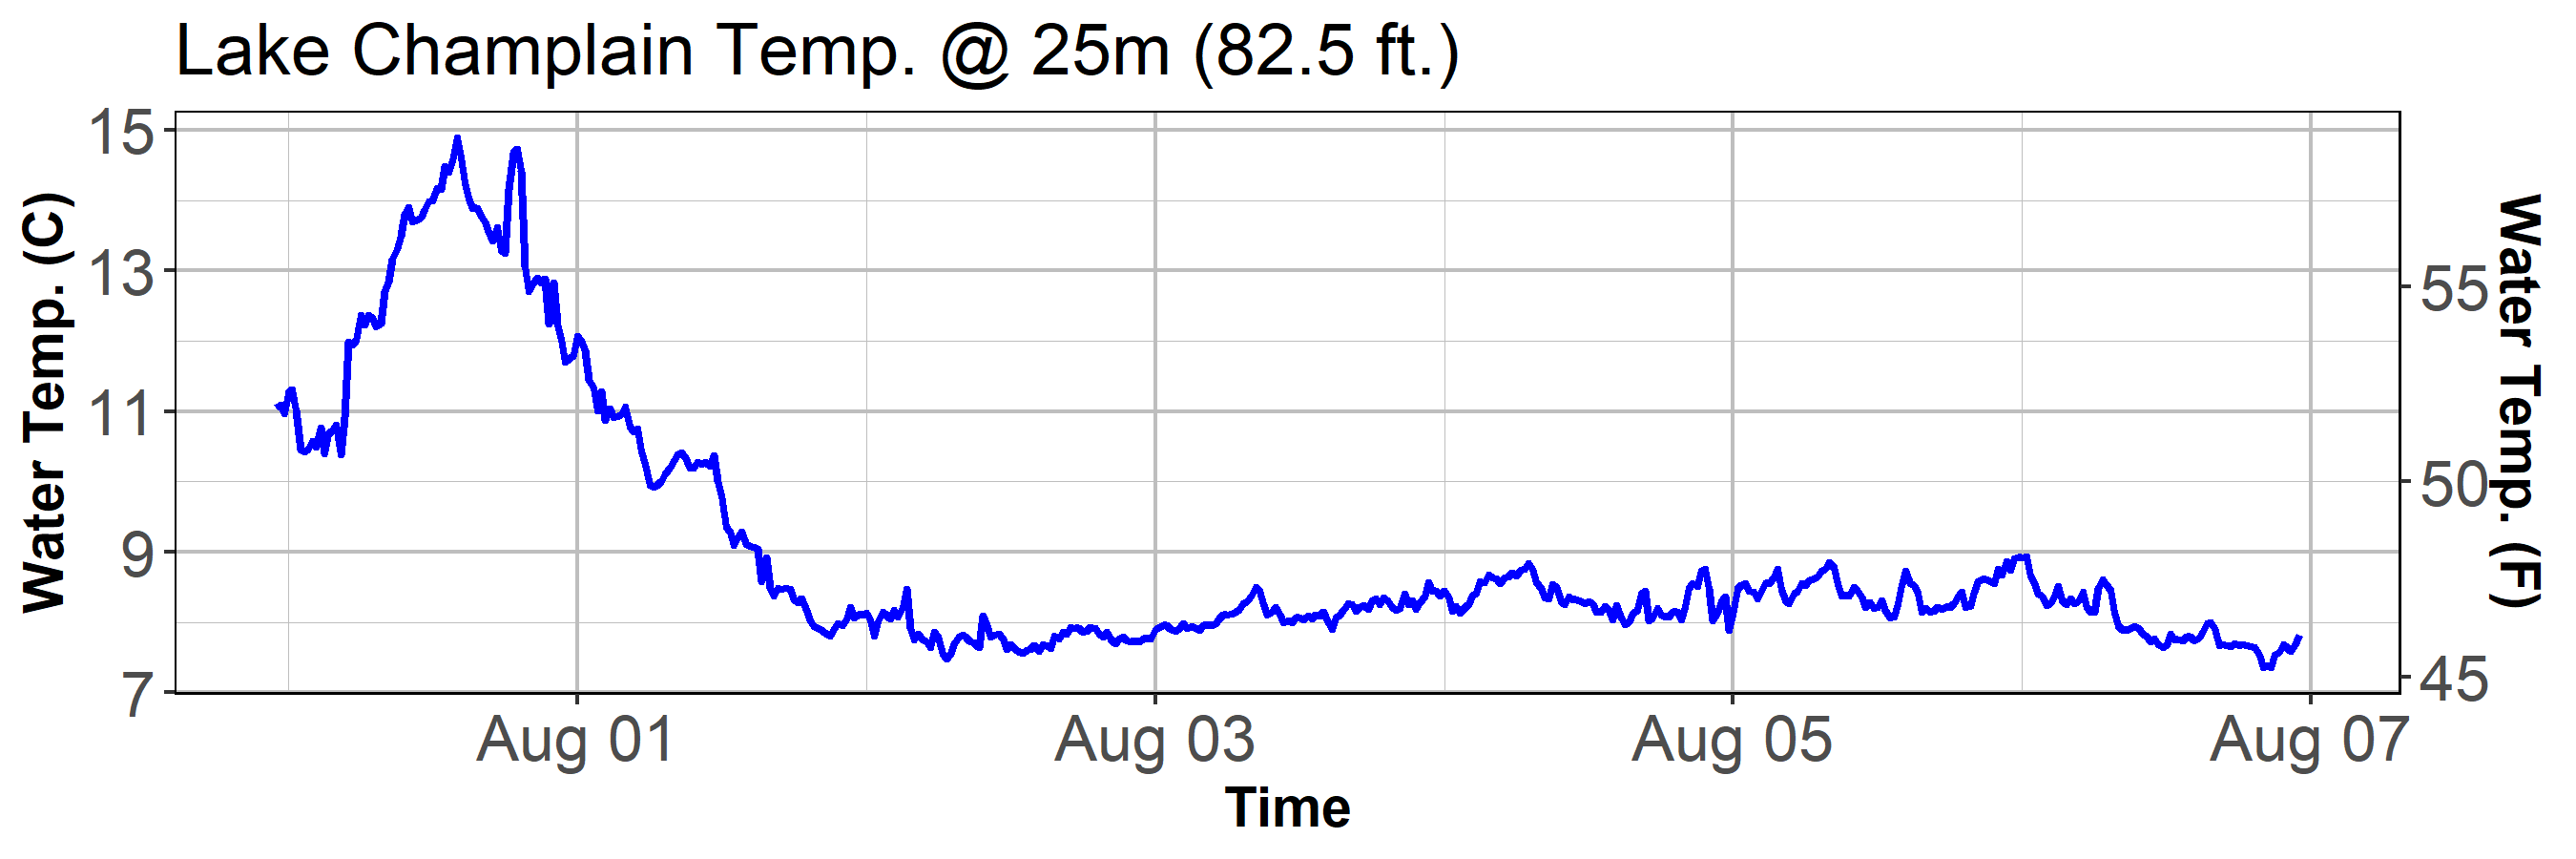 Lake Champlain Temp. @ 25m (82.5 ft.)
Water Temp. (C)
15
13
11
9
7
55
50
45
Water Temp. (F)
Aug 01 Aug 03 Aug 05 Aug 07
Time